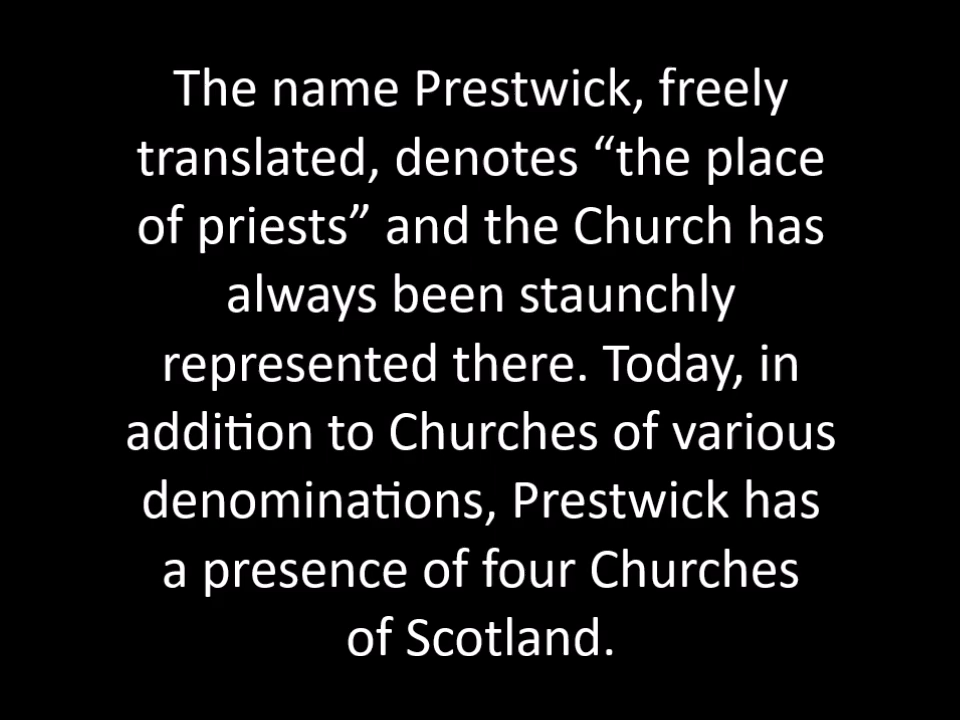 The name Prestwick, freely
translated, denotes “the place
of priests” and the Church has
always been staunchly
represented there. Today, in
addition to Churches of various
denominations, Prestwick has
a presence of four Churches
of Scotland.